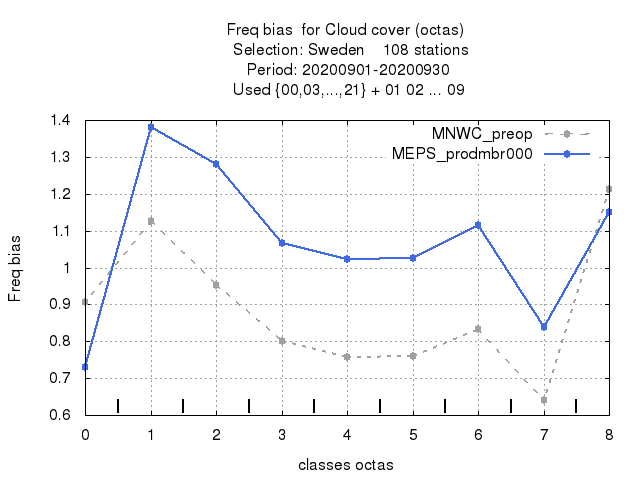 Freq bias for Cloud cover (octas)
Selection: Sweden 108 stations
Period: 20200901-20200930
Used {00,03,...,21} + 01 02 ... 09
MNWC_preop
MEPS_prodmbr000
1.4
1.3
1.2
1.1
1
0.9
0.8
0.7
0.6
Freq bias
0 1 2 3 4 5 6 7 8
classes octas